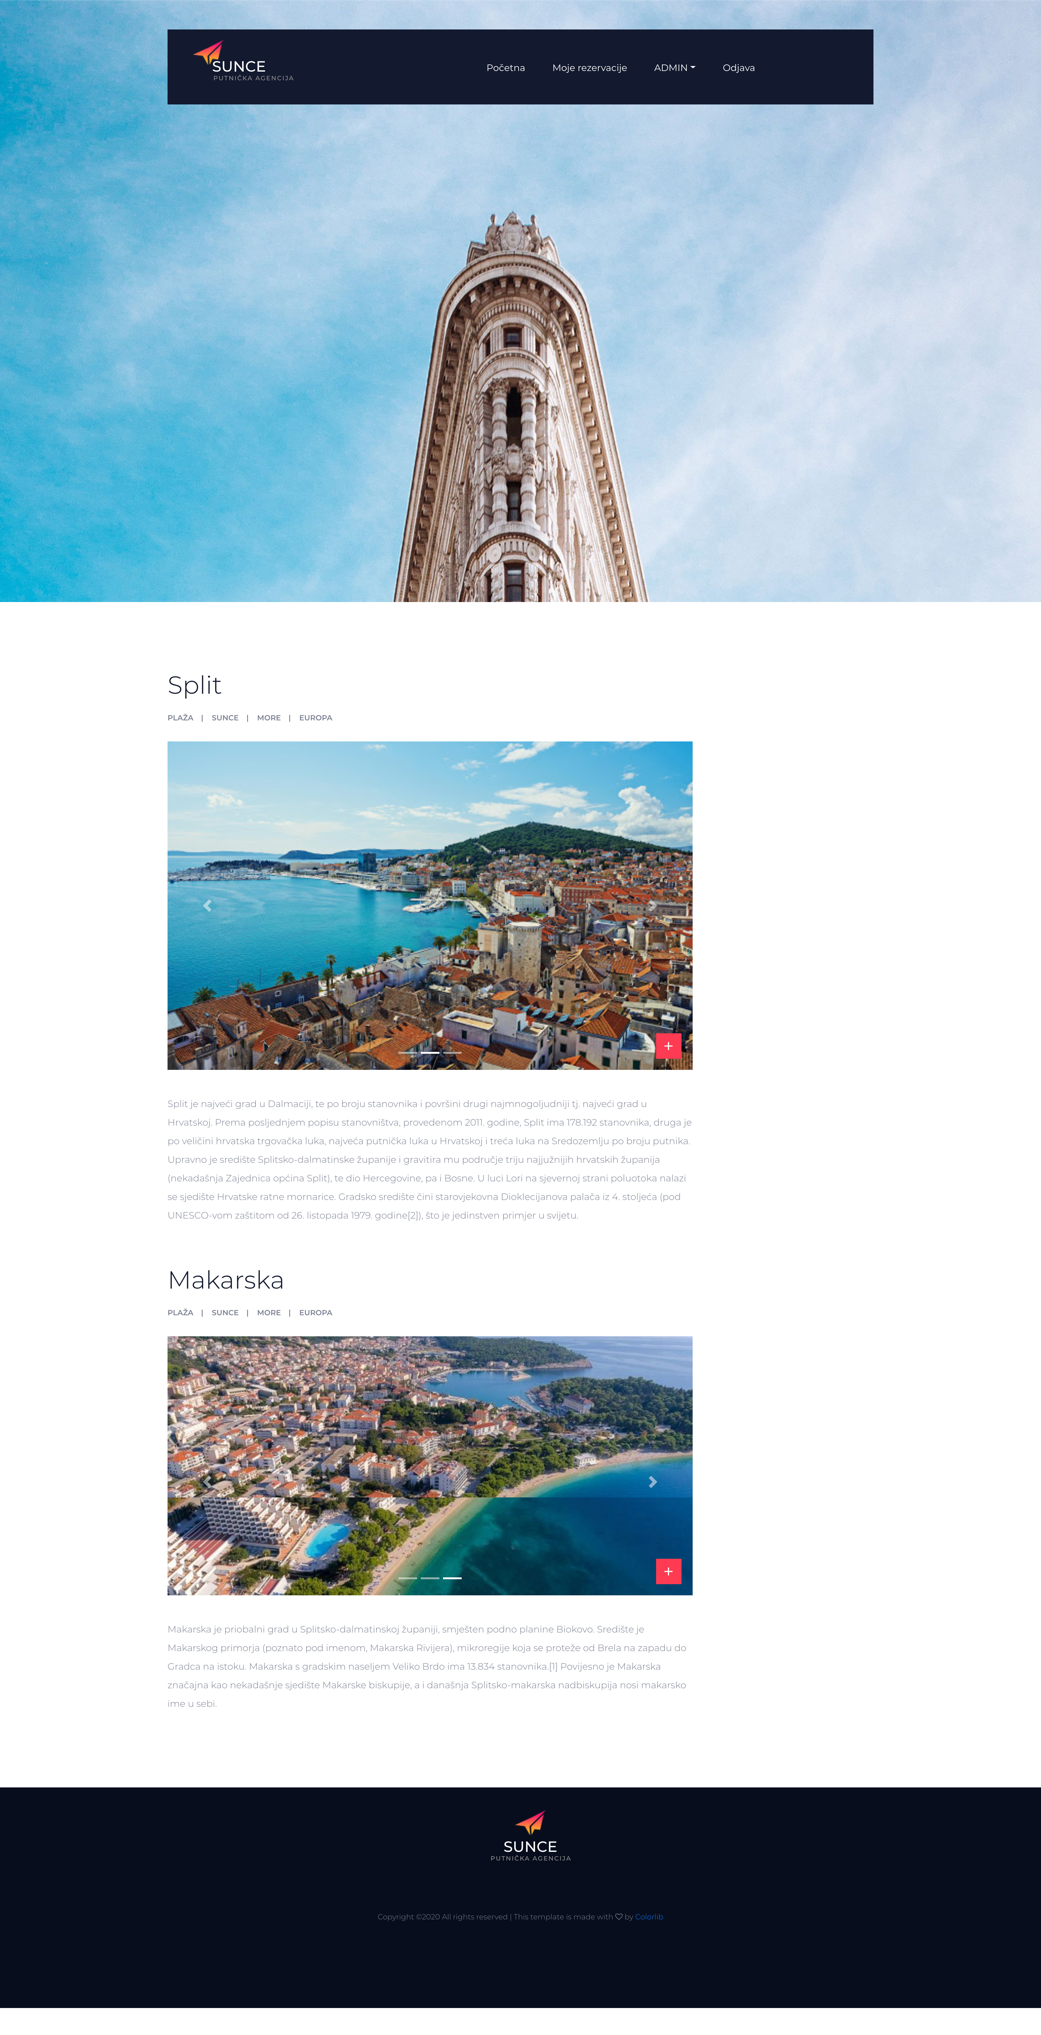 SUNCE
PUTNIČKA AGENCIJA
Početna Moje rezervacije ADMIN Odjava
Split
PLAŽA | SUNCE | MORE | EUROPA
+
Split je najveći grad u Dalmaciji, te po broju stanovnika i površini drugi najmnogoljudniji tj. najveći grad u
Hrvatskoj. Prema posljednjem popisu stanovništva, provedenom 2011. godine, Split ima 178.192 stanovnika, druga je
po veličini hrvatska trgovačka luka, najveća putnička luka u Hrvatskoj i treća luka na Sredozemlju po broju putnika.
Upravno je središte Splitsko-dalmatinske županije i gravitira mu područje triju najjužnijih hrvatskih županija
(nekadašnja Zajednica općina Split), te dio Hercegovine, pa i Bosne. U luci Lori na sjevernoj strani poluotoka nalazi
se sjedište Hrvatske ratne mornarice. Gradsko središte čini starovjekovna Dioklecijanova palača iz 4. stoljeća (pod
UNESCO-vom zaštitom od 26. listopada 1979. godine[2]), što je jedinstven primjer u svijetu.
Makarska
PLAŽA | SUNCE | MORE | EUROPA
+
Makarska je priobalni grad u Splitsko-dalmatinskoj županiji, smješten podno planine Biokovo. Središte je
Makarskog primorja (poznato pod imenom, Makarska Rivijera), mikroregije koja se proteže od Brela na zapadu do
Gradca na istoku. Makarska s gradskim naseljem Veliko Brdo ima 13.834 stanovnika.[1] Povijesno je Makarska
značajna kao nekadašnje sjedište Makarske biskupije, a i današnja Splitsko-makarska nadbiskupija nosi makarsko
ime u sebi.
SUNCE
PUTNIČKA AGENCIJA
Copyright ©2020 All rights reserved | This template is made with ♡ by Colorlib